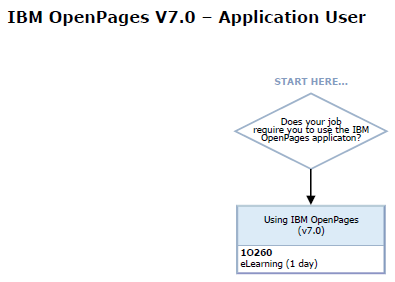 IBM OpenPages V7.0 – Application User
START HERE...
Does your job
require you to use the IBM
OpenPages applicaton?
Using IBM OpenPages
(v7.0)
1O260
eLearning (1 day)